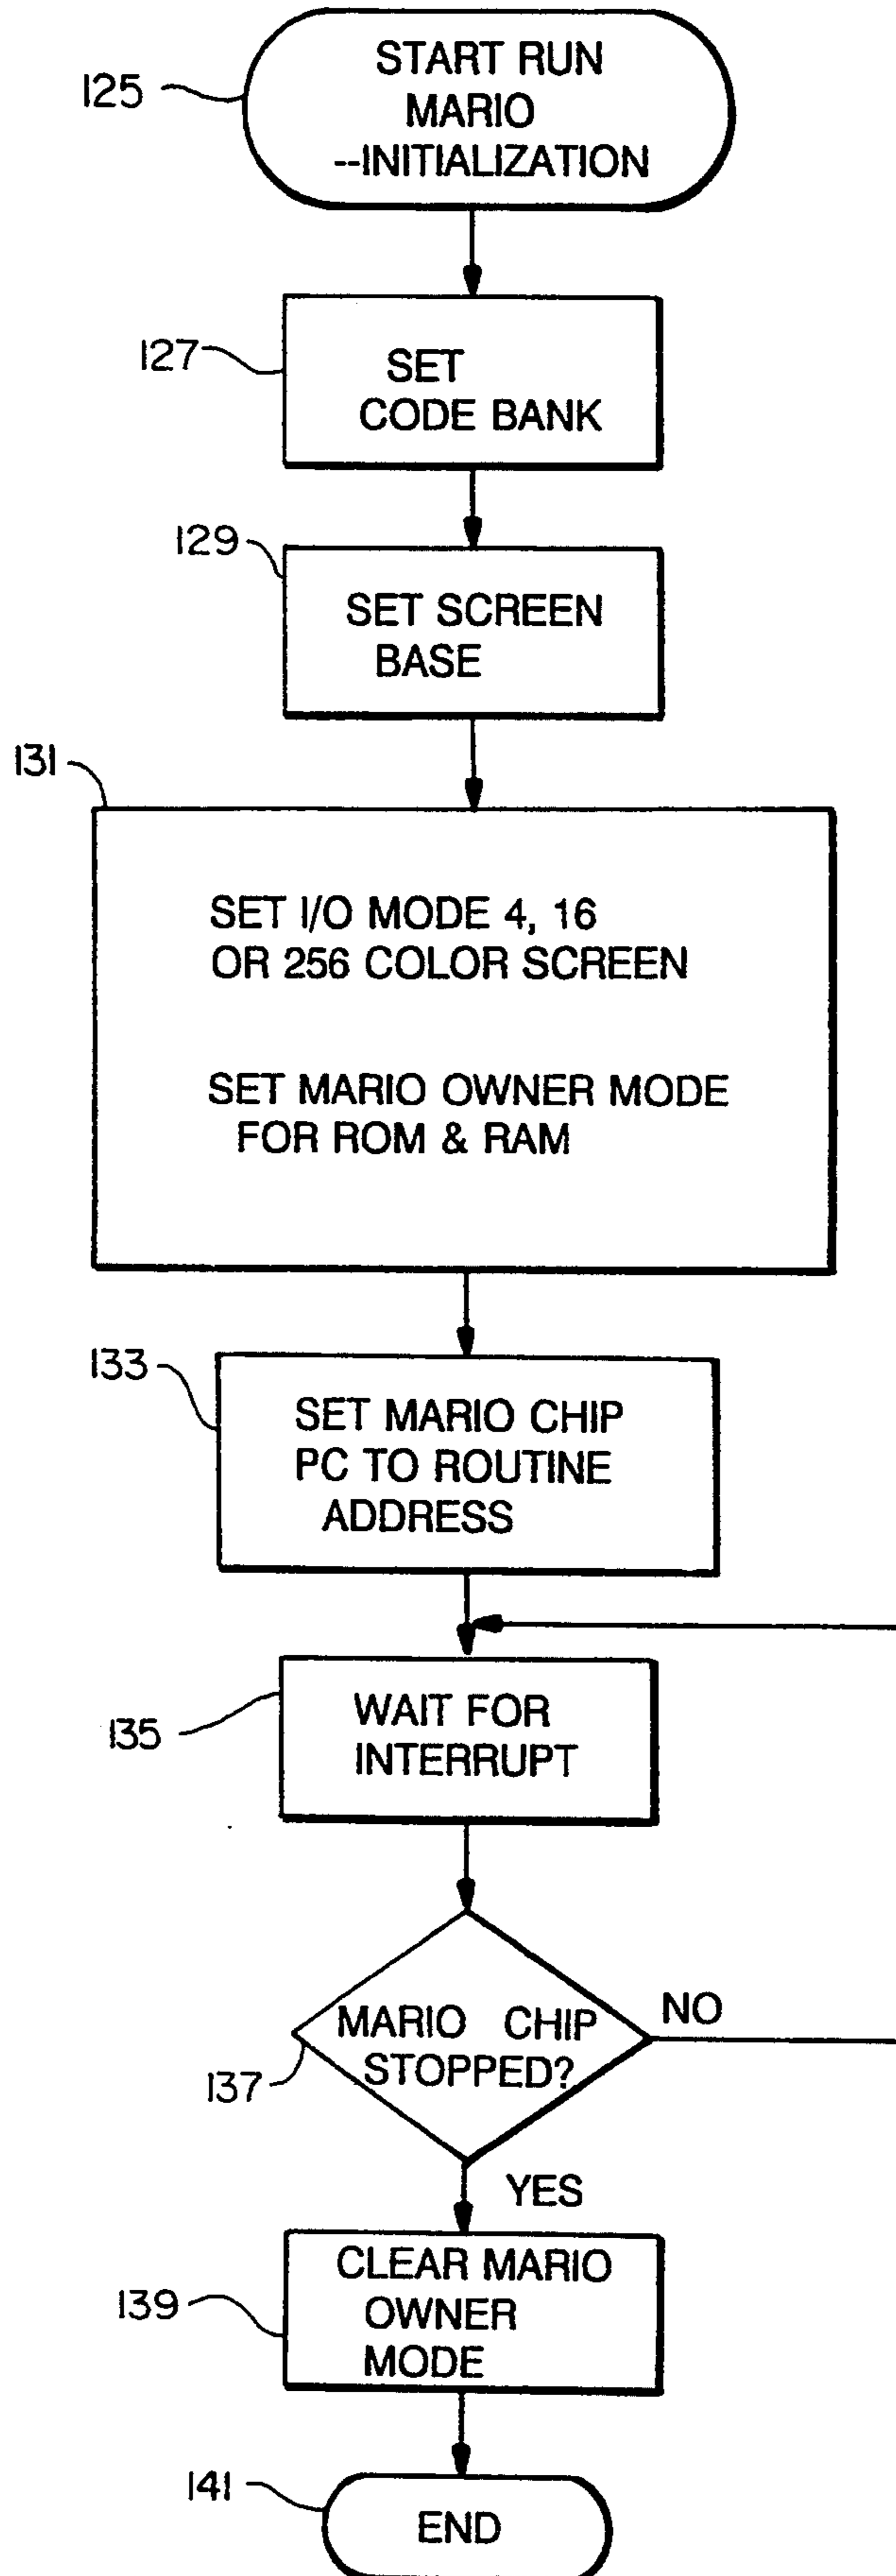 125
START RUN
MARIO
--INITIALIZATION
127
SET
CODE BANK
129
SET SCREEN
BASE
131
SET I/O MODE 4, 16
OR 256 COLOR SCREEN
SET MARIO OWNER MODE
FOR ROM & RAM
133
SET MARIO CHIP
PC TO ROUTINE
ADDRESS
135
WAIT FOR
INTERRUPT
137
MARIO CHIP
STOPPED?
NO
YES
139
CLEAR MARIO
OWNER
MODE
141
END